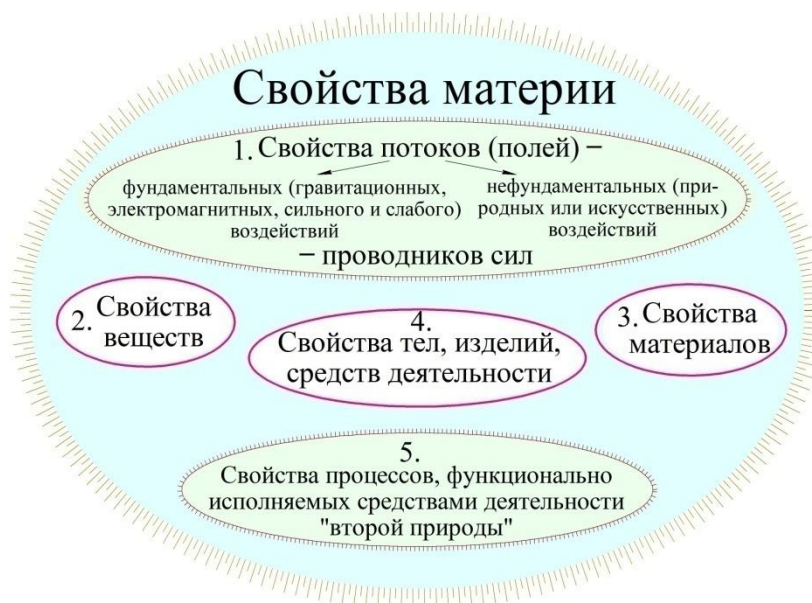 Свойства материи
1. Свойства потоков (полей) –
фундаментальных (гравитационных,
электромагнитных, сильного и слабого)
воздействий
нефундаментальных (при-
родных или искусственных)
воздействий
– проводников сил
2. Свойства
веществ
4.
Свойства тел, изделий,
средств деятельности
3. Свойства
материалов
5.
Свойства процессов, функционально
исполняемых средствами деятельности
"второй природы"